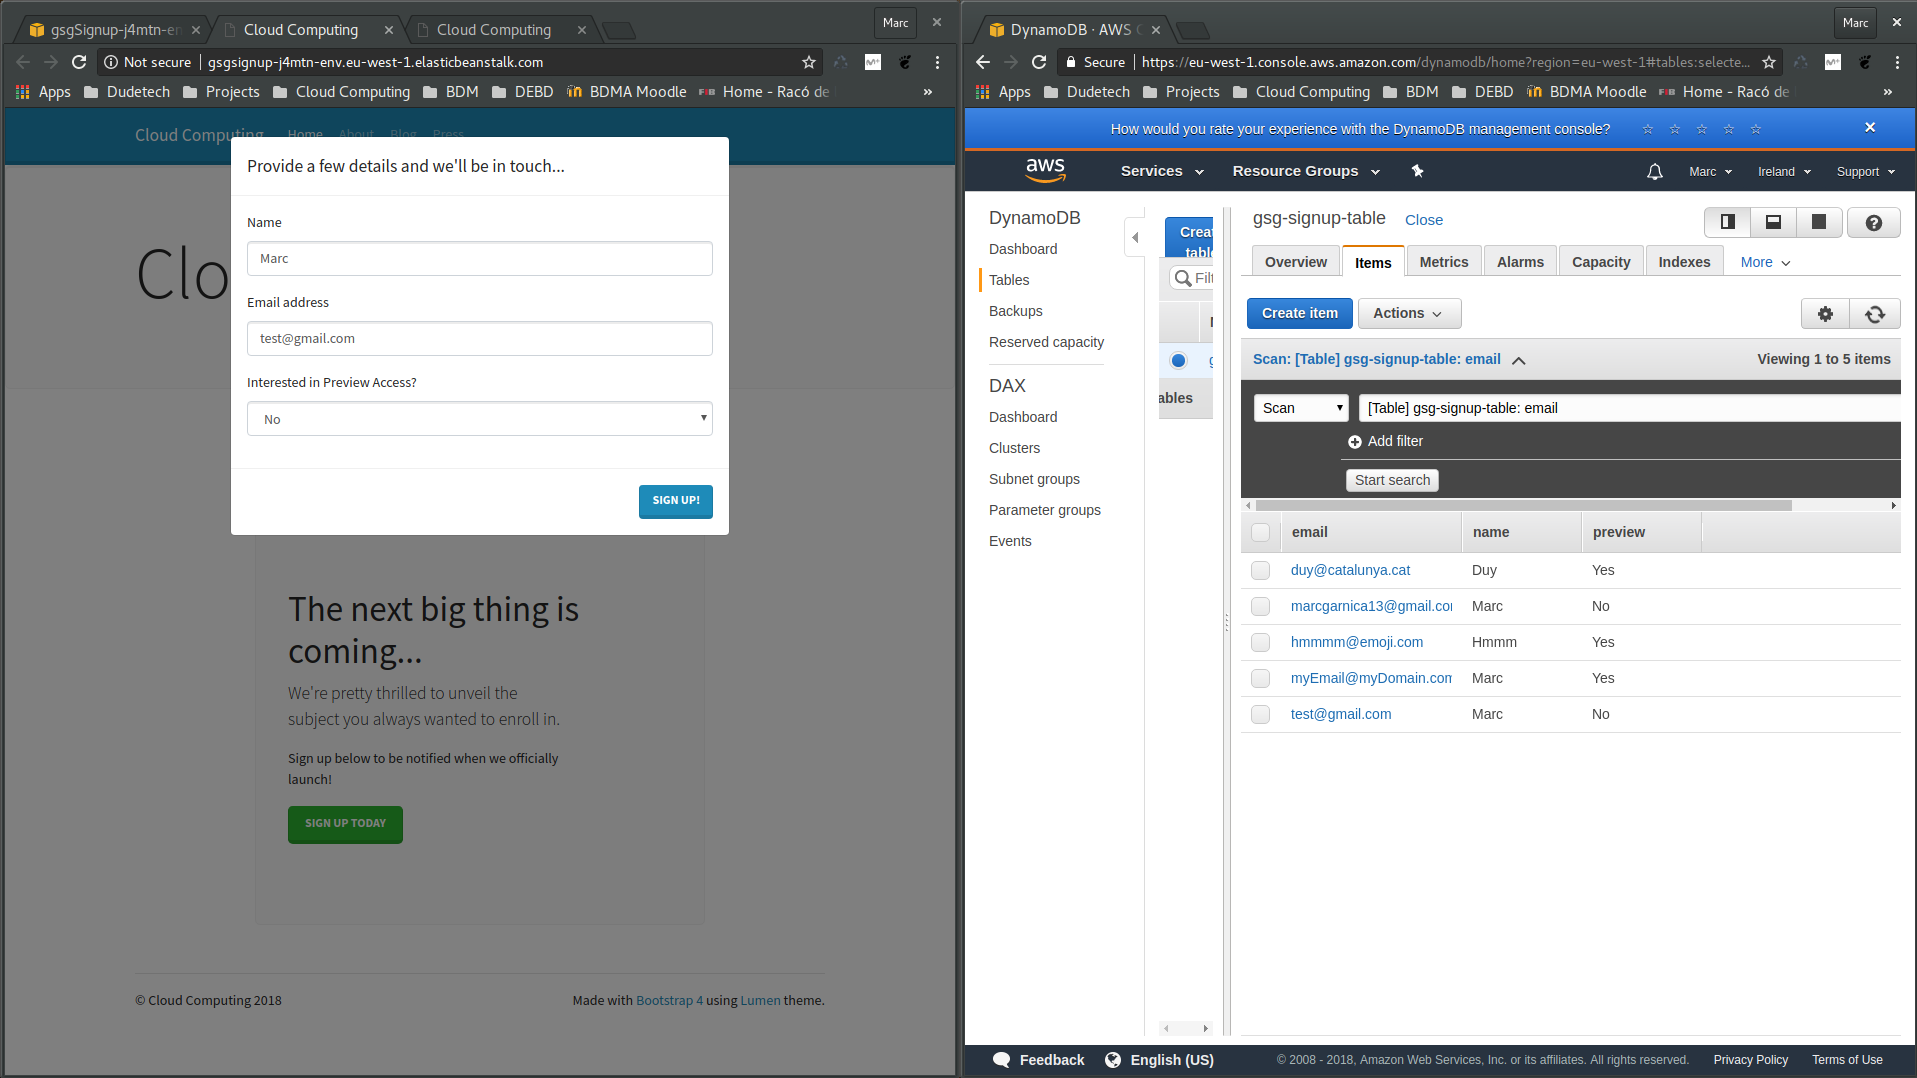 gsgSignup-j4mtn-en
Cloud Computing
Cloud Computing
Marc
Not secure
gsgsignup-j4mtn-env.eu-west-1.elasticbeanstalk.com
Apps
Dudetech
Projects
Cloud Computing
BDM
DEBD
BDMA Moodle
FIB
Home - Racó de
»
Cloud Computing
Home
About
Blog
Press
Provide a few details and we'll be in touch...
Name
Marc
Email address
test@gmail.com
Interested in Preview Access?
No
SIGN UP!
Clo
The next big thing is
coming...
We're pretty thrilled to unveil the
subject you always wanted to enroll in.
Sign up below to be notified when we officially
launch!
SIGN UP TODAY
© Cloud Computing 2018
Made with Bootstrap 4 using Lumen theme.
DynamoDB · AWS C
Marc
Secure
https://eu-west-1.console.aws.amazon.com/dynamodb/home?region=eu-west-1#tables:selecte...
Apps
Dudetech
Projects
Cloud Computing
BDM
DEBD
BDMA Moodle
FIB
Home - Racó de
»
How would you rate your experience with the DynamoDB management console?
aws
Services
Resource Groups
Marc
Ireland
Support
DynamoDB
Dashboard
Tables
Backups
Reserved capacity
DAX
Dashboard
Clusters
Subnet groups
Parameter groups
Events
Crea
table
Filt
ables
gsg-signup-table
Close
Overview
Items
Metrics
Alarms
Capacity
Indexes
More
Create item
Actions
Scan: [Table] gsg-signup-table: email
Viewing 1 to 5 items
Scan
[Table] gsg-signup-table: email
Add filter
Start search
email name preview
duy@catalunya.cat Duy Yes
marcgarnica13@gmail.co Marc No
hmmmm@emoji.com Hmmm Yes
myEmail@myDomain.com Marc Yes
test@gmail.com Marc No
Feedback
English (US)
© 2008 - 2018, Amazon Web Services, Inc. or its affiliates. All rights reserved.
Privacy Policy
Terms of Use